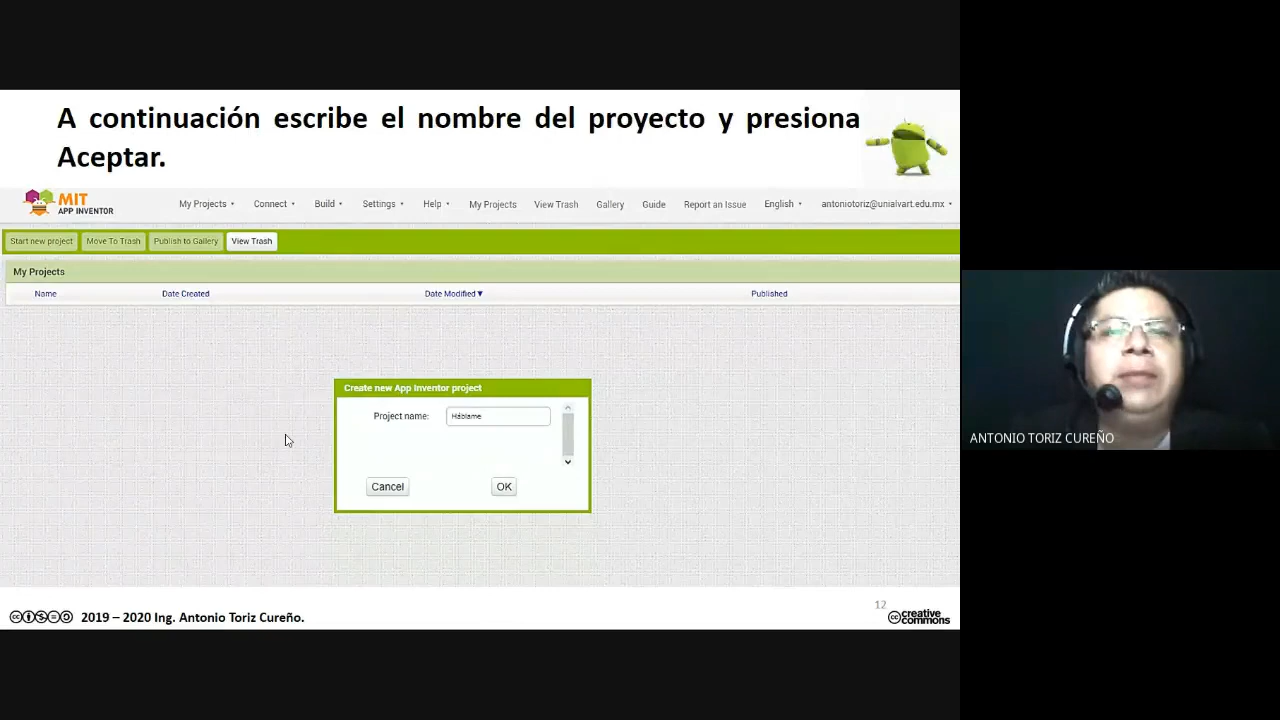 A continuación escribe el nombre del proyecto y presiona
Aceptar.
MIT
APP INVENTOR
My Projects
Connect
Build
Settings
Help
My Projects
View Trash
Gallery
Guide
Report an Issue
English
antoniotoriz@unialvart.edu.mx
Start new project
Move To Trash
Publish to Gallery
View Trash
My Projects
Name
Date Created
Date Modified
Published
Create new App Inventor project
Project name:
Háblame
Cancel
OK
ANTONIO TORIZ CUREÑO
12
2019 – 2020 Ing. Antonio Toriz Cureño.
cc
creative
commons